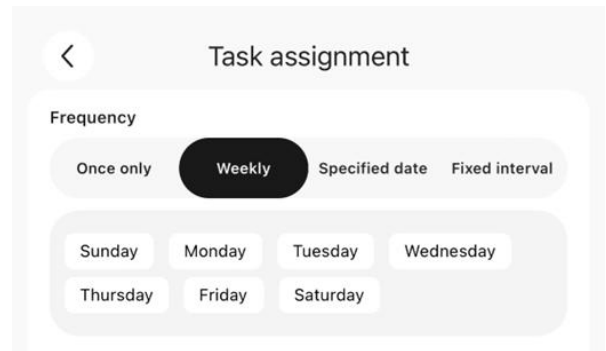 Task assignment
Frequency
Once only Weekly Specified date Fixed interval
Sunday Monday Tuesday Wednesday
Thursday Friday Saturday